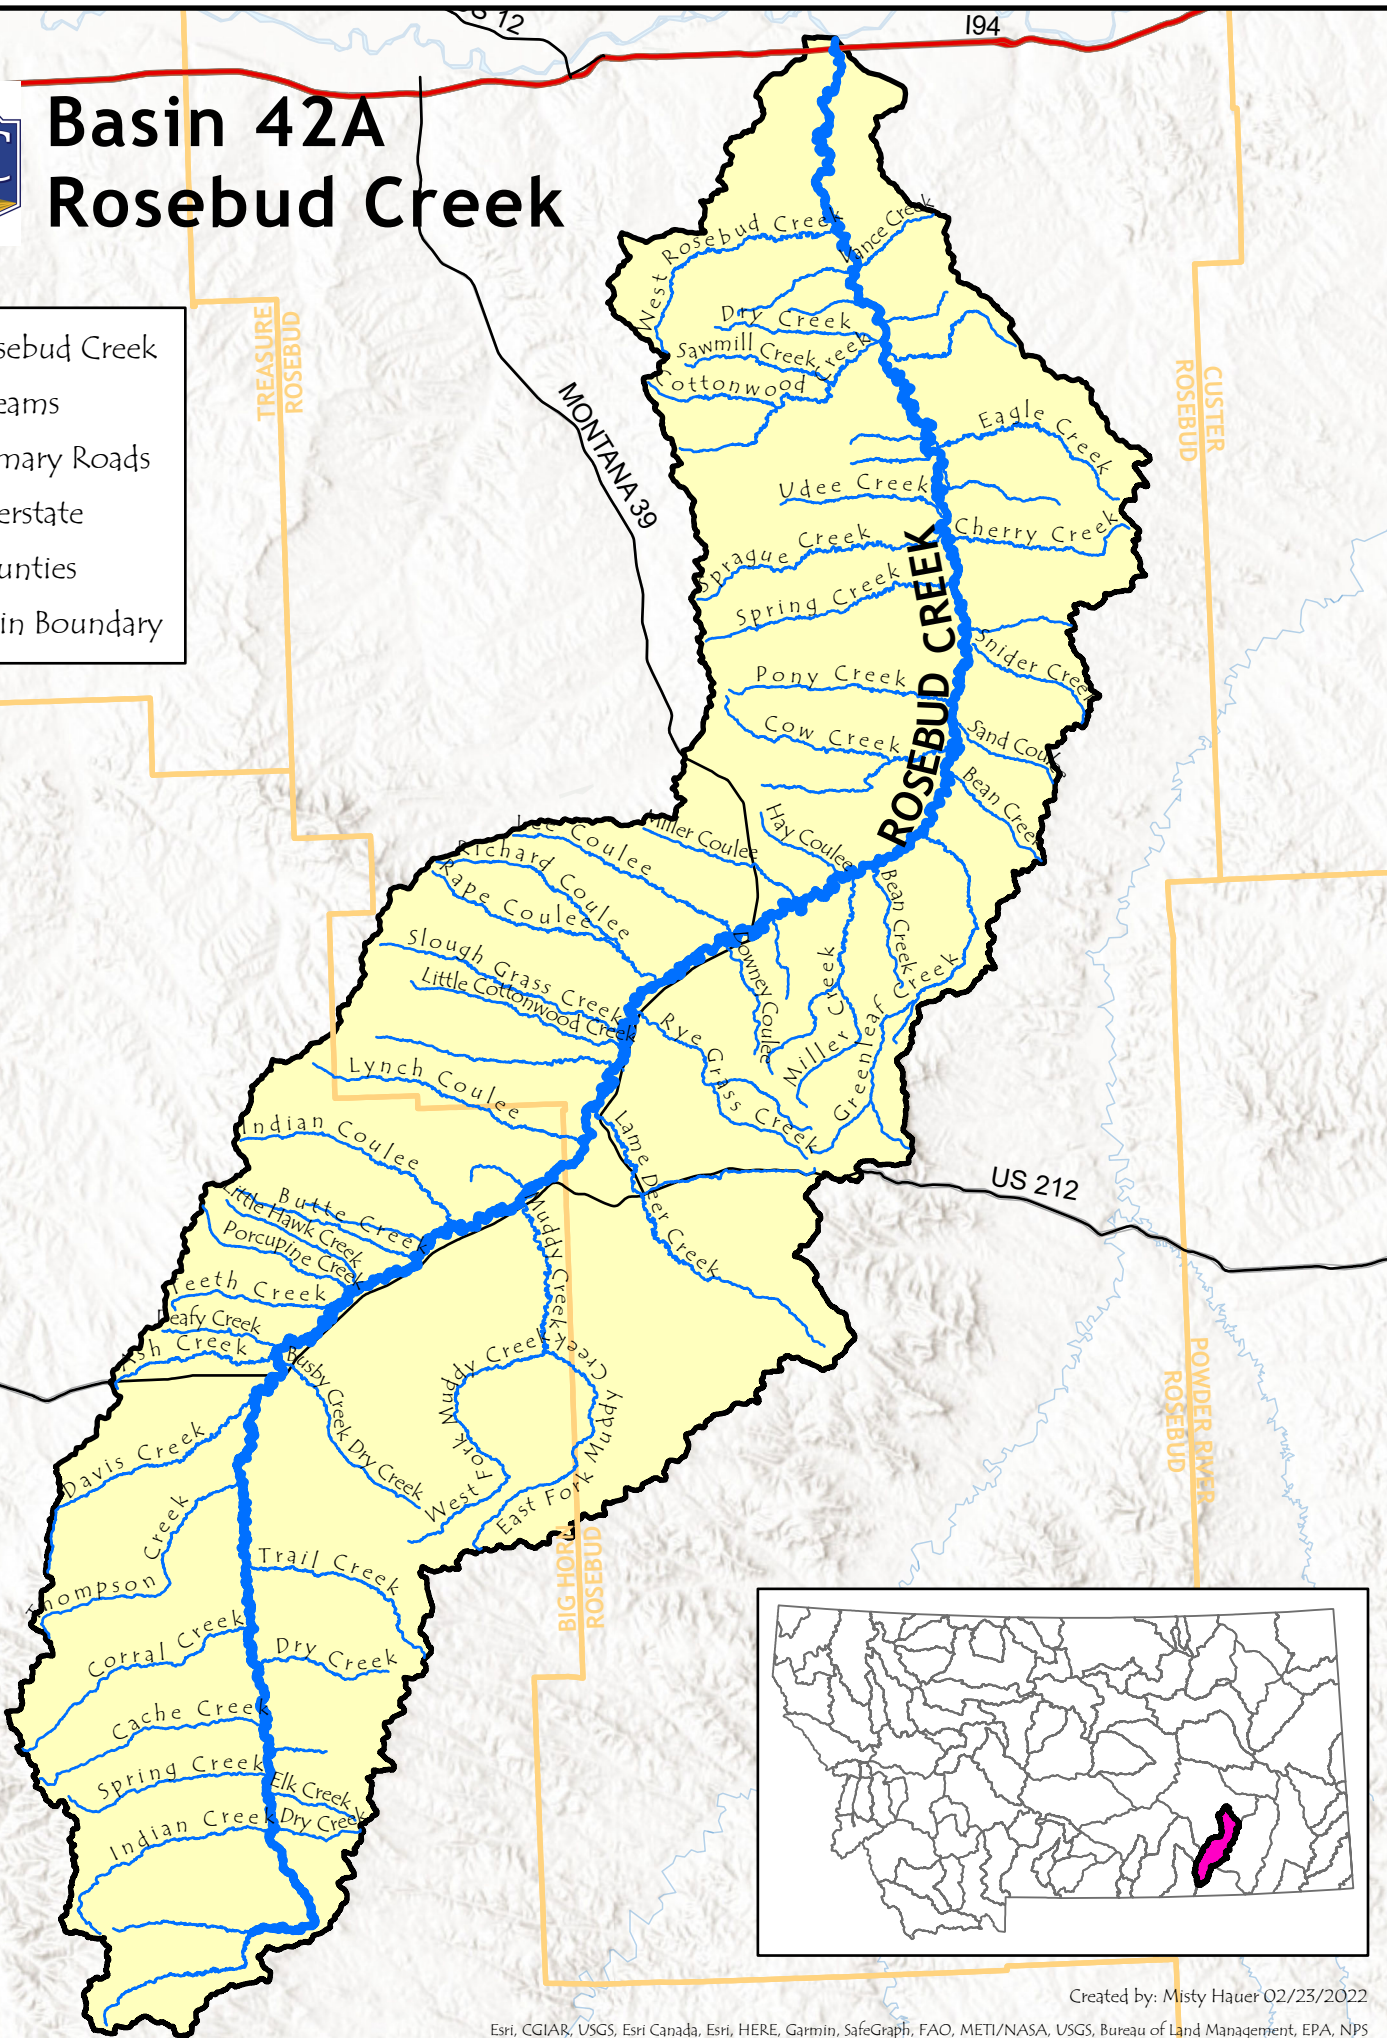 US 12
I94
Basin 42A
Rosebud Creek
sebud Creek
eams
mary Roads
erstate
unties
in Boundary
TREASURE
ROSEBUD
MONTANA 39
CUSTER
ROSEBUD
West Rosebud Creek
Vance Creek
Dry Creek
Sawmill Creek
Cottonwood Creek
Eagle Creek
Udee Creek
Cherry Creek
Sprague Creek
Spring Creek
ROSEBUD CREEK
Snider Creek
Pony Creek
Cow Creek
Sand Coulee
Bean Creek
Hay Coulee
Miller Coulee
Lee Coulee
Richard Coulee
Rape Coulee
Bean Creek
Slough Grass Creek
Little Cottonwood Creek
Downey Coulee
Miller Creek
Greenleaf Creek
Rye Grass Creek
Lynch Coulee
Indian Coulee
Lame Deer Creek
US 212
Butte Creek
Little Hawk Creek
Porcupine Creek
Muddy Creek
Teeth Creek
Leafy Creek
Ash Creek
Busby Creek
Dry Creek
West Fork Muddy Creek
East Fork Muddy Creek
POWDER RIVER
ROSEBUD
Davis Creek
Thompson Creek
BIG HORN
ROSEBUD
Trail Creek
Corral Creek
Dry Creek
Cache Creek
Spring Creek
Elk Creek
Indian Creek
Dry Creek
Created by: Misty Hauer 02/23/2022
Esri, CGIAR, USGS, Esri Canada, Esri, HERE, Garmin, SafeGraph, FAO, METI/NASA, USGS, Bureau of Land Management, EPA, NPS